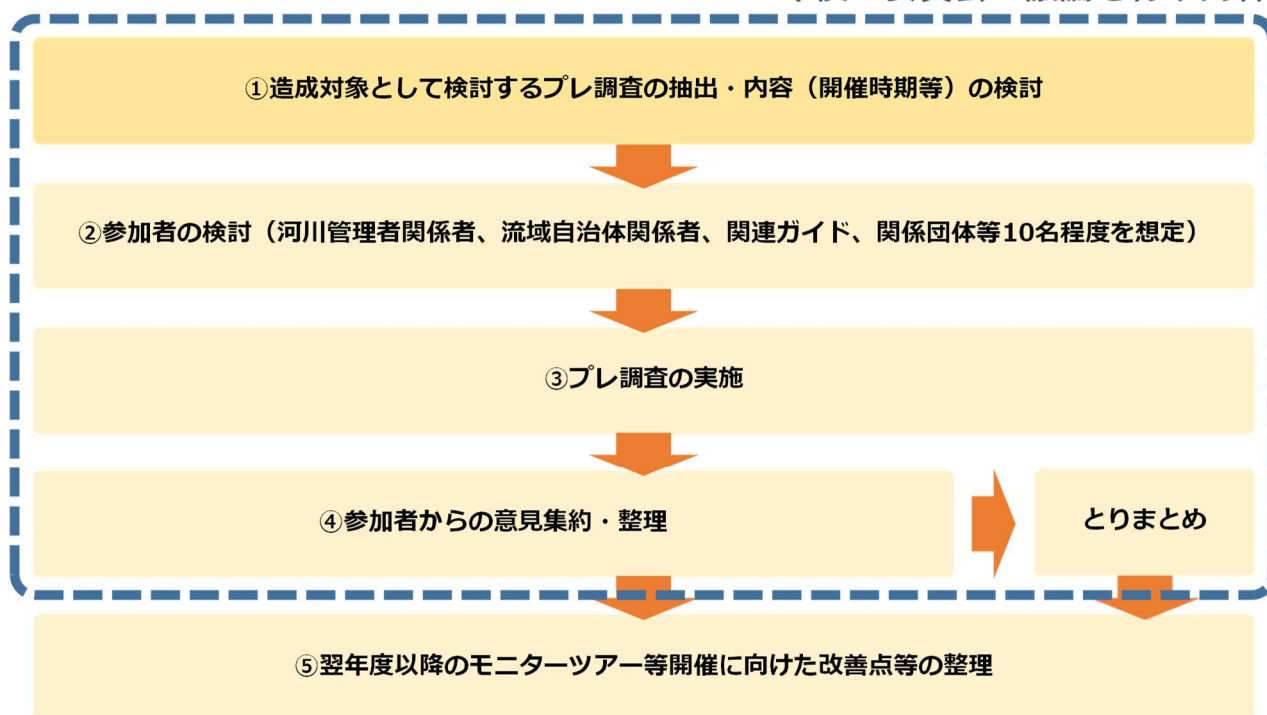 ①造成対象として検討するプレ調査の抽出・内容（開催時期等）の検討
②参加者の検討（河川管理者関係者、流域自治体関係者、関連ガイド、関係団体等10名程度を想定）
③プレ調査の実施
④参加者からの意見集約・整理
とりまとめ
⑤翌年度以降のモニターツアー等開催に向けた改善点等の整理